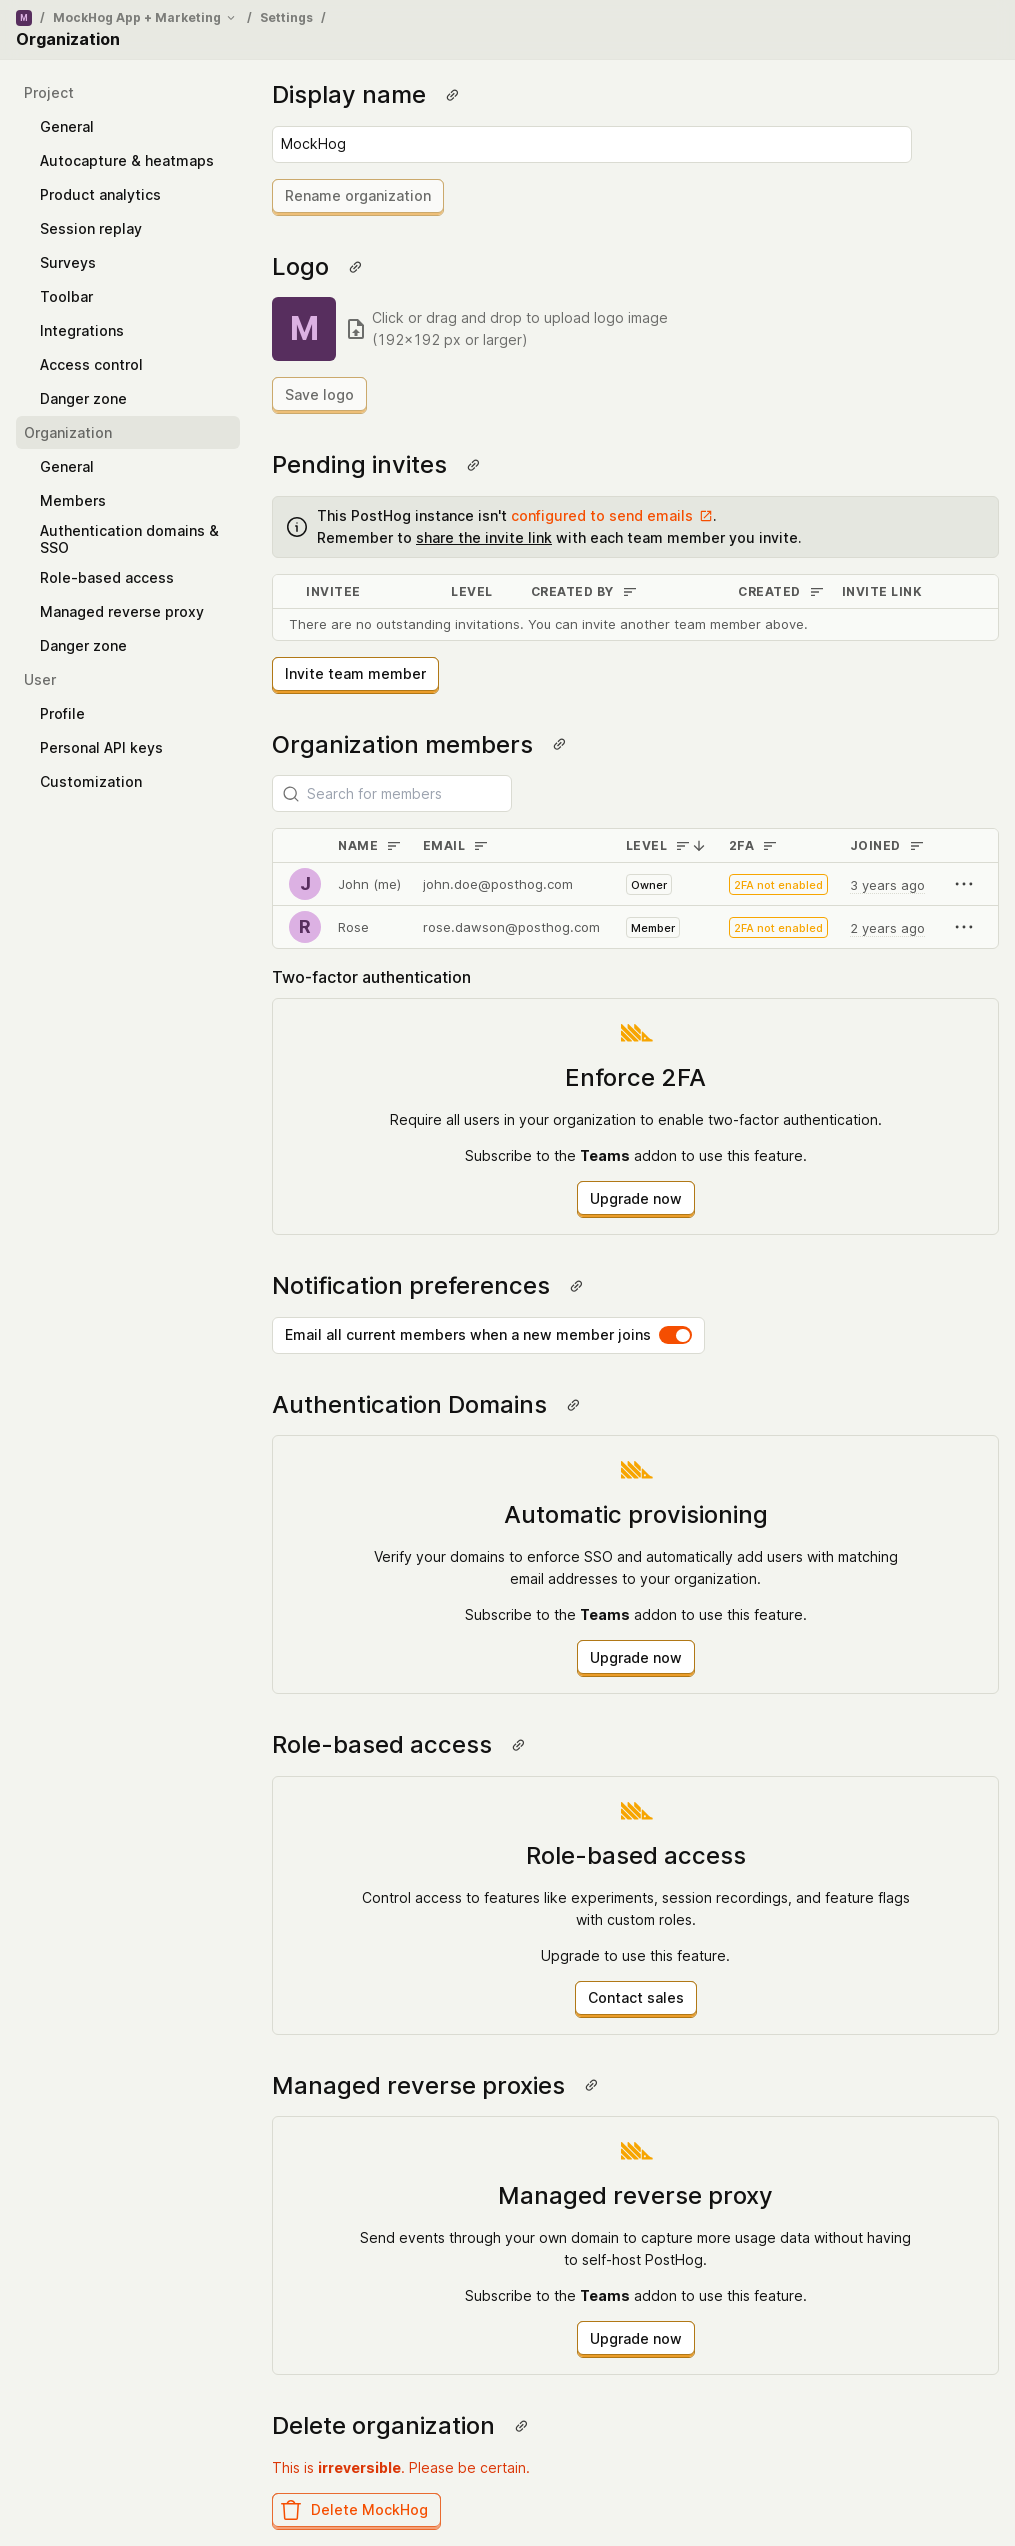 M / MockHog App + Marketing / Settings /
Organization
Project
General
Autocapture & heatmaps
Product analytics
Session replay
Surveys
Toolbar
Integrations
Access control
Danger zone
Organization
General
Members
Authentication domains &
SSO
Role-based access
Managed reverse proxy
Danger zone
User
Profile
Personal API keys
Customization
Display name
MockHog
Rename organization
Logo
M
Click or drag and drop to upload logo image
(192×192 px or larger)
Save logo
Pending invites
This PostHog instance isn't configured to send emails.
Remember to share the invite link with each team member you invite.
INVITEE LEVEL CREATED BY CREATED INVITE LINK
There are no outstanding invitations. You can invite another team member above.
Invite team member
Organization members
Search for members
NAME EMAIL LEVEL 2FA JOINED
J John (me) john.doe@posthog.com Owner 2FA not enabled 3 years ago
R Rose rose.dawson@posthog.com Member 2FA not enabled 2 years ago
Two-factor authentication
Enforce 2FA
Require all users in your organization to enable two-factor authentication.
Subscribe to the Teams addon to use this feature.
Upgrade now
Notification preferences
Email all current members when a new member joins
Authentication Domains
Automatic provisioning
Verify your domains to enforce SSO and automatically add users with matching
email addresses to your organization.
Subscribe to the Teams addon to use this feature.
Upgrade now
Role-based access
Role-based access
Control access to features like experiments, session recordings, and feature flags
with custom roles.
Upgrade to use this feature.
Contact sales
Managed reverse proxies
Managed reverse proxy
Send events through your own domain to capture more usage data without having
to self-host PostHog.
Subscribe to the Teams addon to use this feature.
Upgrade now
Delete organization
This is irreversible. Please be certain.
Delete MockHog